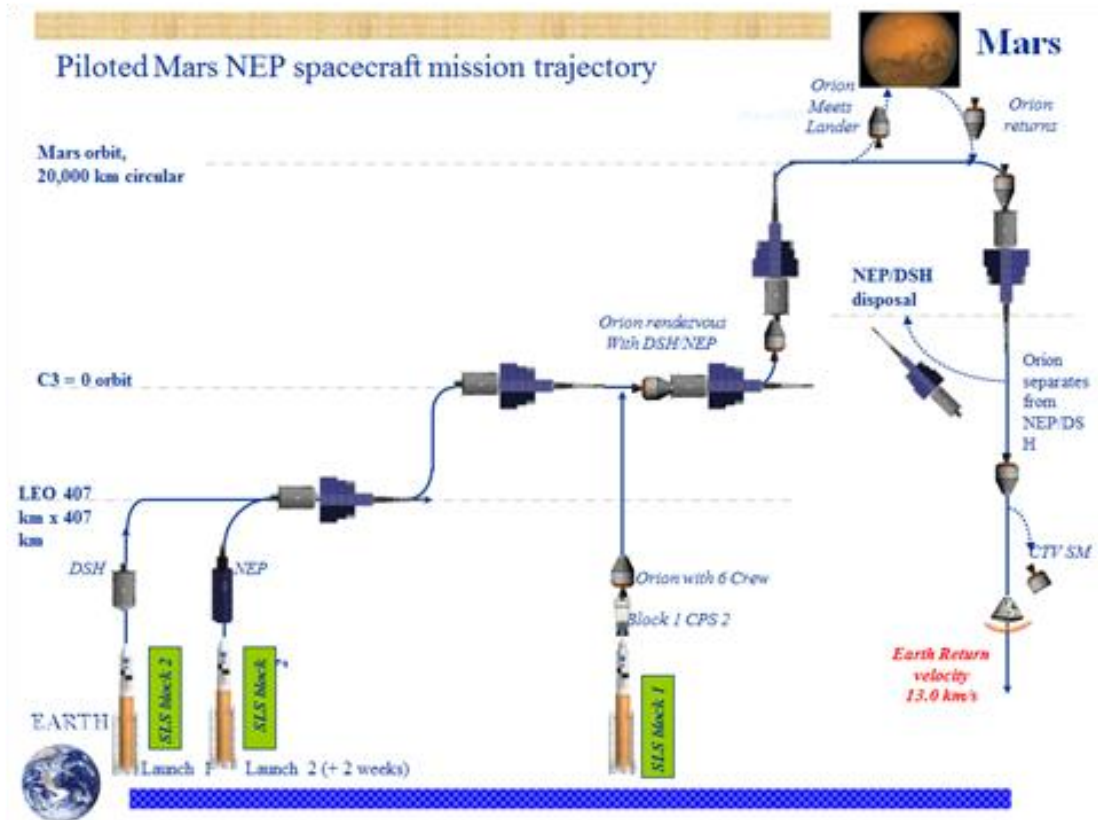 Piloted Mars NEP spacecraft mission trajectory
Mars
Orion
Meets
Lander
Orion
returns
Mars orbit,
20,000 km circular
NEP/DSH
disposal
Orion rendezvous
With DSH/NEP
C3 = 0 orbit
Orion
separates
from
NEP/DS
H
LEO 407
km x 407
km
DSH
NEP
Orion with 6 Crew
Block 1 CPS 2
CTV SM
Earth Return
velocity
13.0 km/s
SLS block 2
SLS block
SLS block 1
EARTH
Launch
Launch 2 (+ 2 weeks)